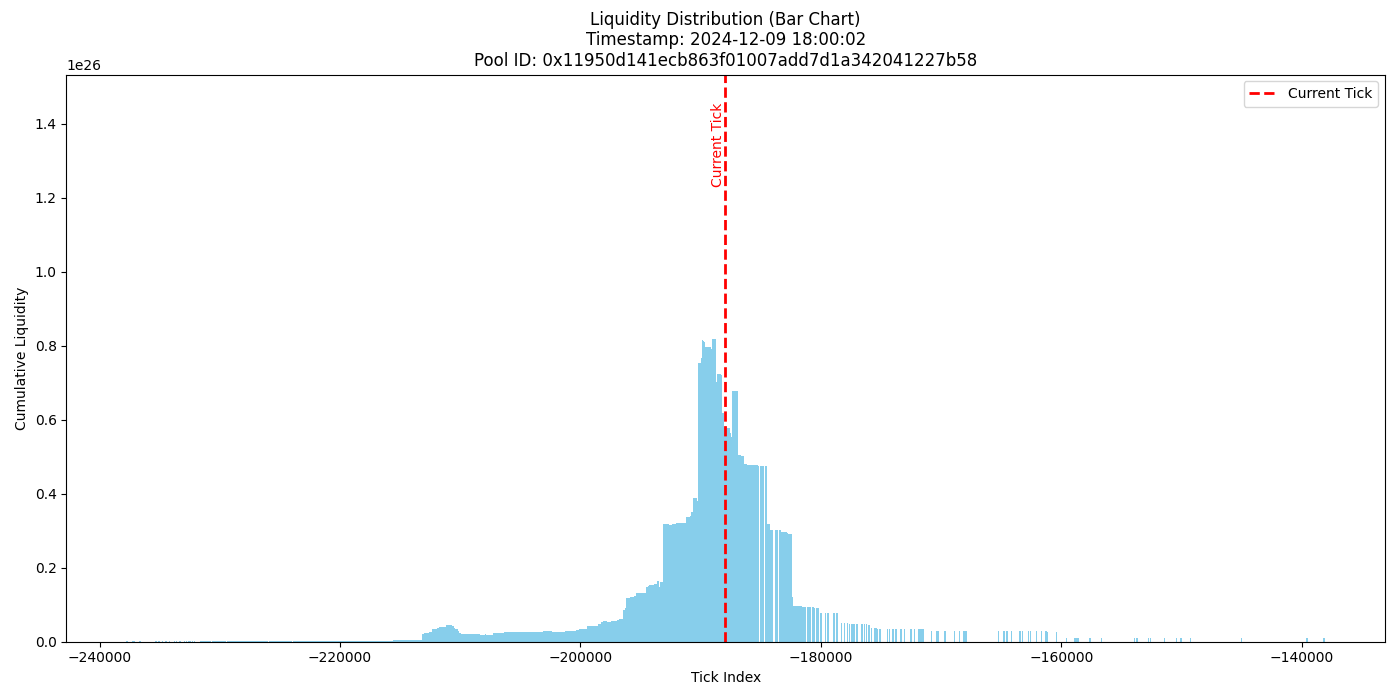 Liquidity Distribution (Bar Chart)
Timestamp: 2024-12-09 18:00:02
Pool ID: 0x11950d141ecb863f01007add7d1a342041227b58
1e26
Current Tick
Current Tick
1.4
1.2
1.0
0.8
0.6
0.4
0.2
0.0
Cumulative Liquidity
−240000 −220000 −200000 −180000 −160000 −140000
Tick Index